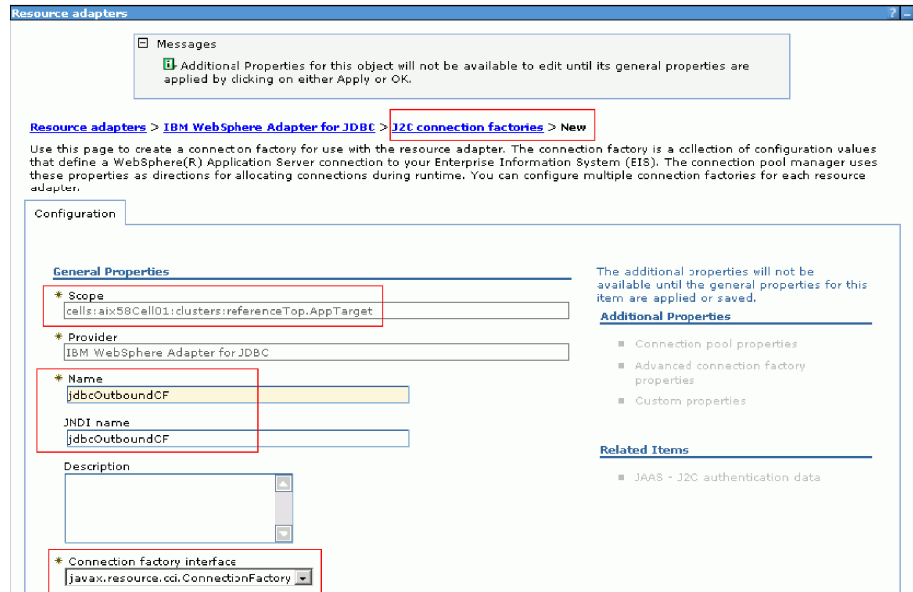 Resource adapters
? _
Messages
Additional Properties for this object will not be available to edit until its general properties are
applied by clicking on either Apply or OK.
Resource adapters > IBM WebSphere Adapter for JDBC > J2C connection factories > New
Use this page to create a connection factory for use with the resource adapter. The connection factory is a collection of configuration values
that define a WebSphere(R) Application Server connection to your Enterprise Information System (EIS). The connection pool manager uses
these properties as directions for allocating connections during runtime. You can configure multiple connection factories for each resource
adapter.
Configuration
General Properties
* Scope
cells:aix58Cell01:clusters:referenceTop.AppTarget
* Provider
IBM WebSphere Adapter for JDBC
* Name
jdbcOutboundCF
JNDI name
jdbcOutboundCF
Description
* Connection factory interface
javax.resource.cci.ConnectionFactory
The additional properties will not be
available until the general properties for this
item are applied or saved.
Additional Properties
Connection pool properties
Advanced connection factory
properties
Custom properties
Related Items
JAAS - J2C authentication data